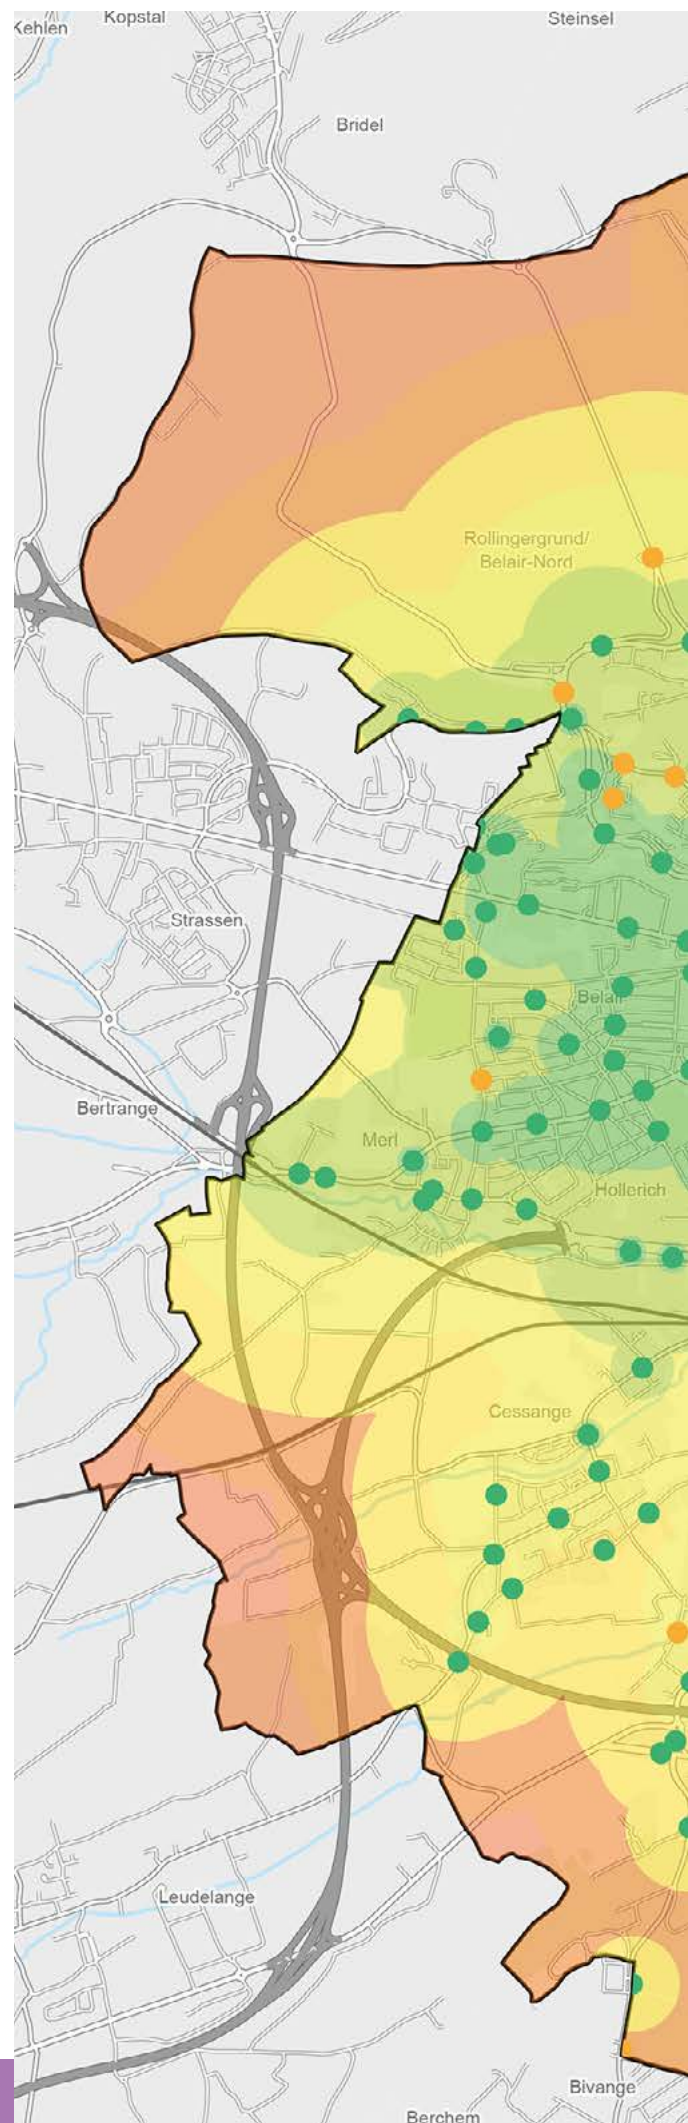 Kopstal
Steinsel
Kehlen
Bridel
Rollingergrund/
Belair-Nord
Strassen
Belair
Bertrange
Merl
Hollerich
Cessange
Leudelange
Bivange
Berchem